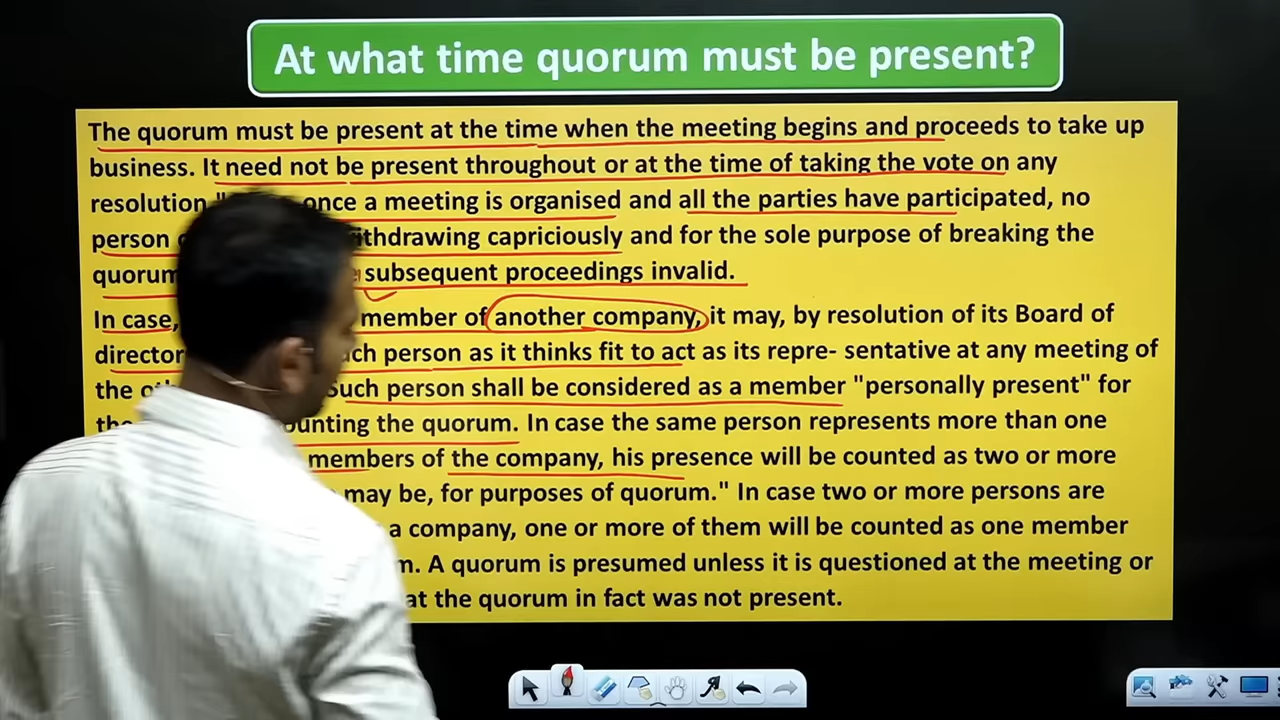 At what time quorum must be present?
The quorum must be present at the time when the meeting begins and proceeds to take up
business. It need not be present throughout or at the time of taking the vote on any
resolution " once a meeting is organised and all the parties have participated, no
person withdrawing capriciously and for the sole purpose of breaking the
quorum subsequent proceedings invalid.
In case, member of another company, it may, by resolution of its Board of
director person as it thinks fit to act as its repre- sentative at any meeting of
the such person shall be considered as a member "personally present" for
the counting the quorum. In case the same person represents more than one
members of the company, his presence will be counted as two or more
may be, for purposes of quorum." In case two or more persons are
a company, one or more of them will be counted as one member
A quorum is presumed unless it is questioned at the meeting or
at the quorum in fact was not present.